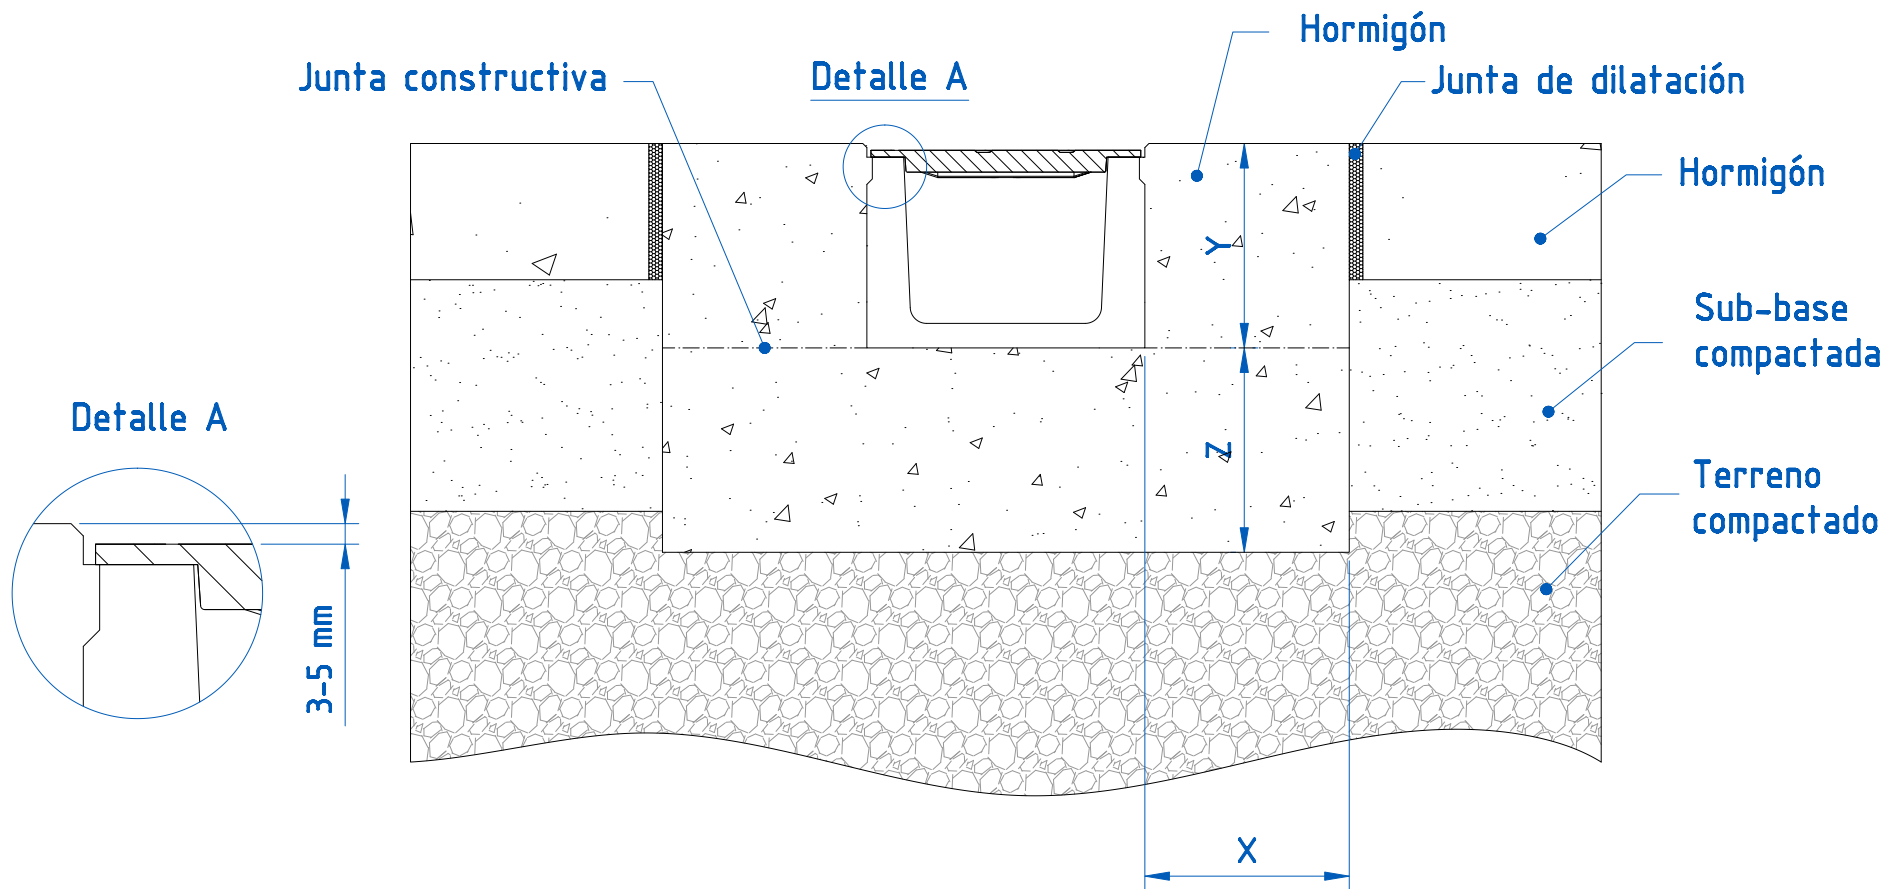 Hormigón
Junta constructiva
Detalle A
Junta de dilatación
Hormigón
Y
Sub-base
compactada
Detalle A
Z
Terreno
compactado
3-5 mm
X